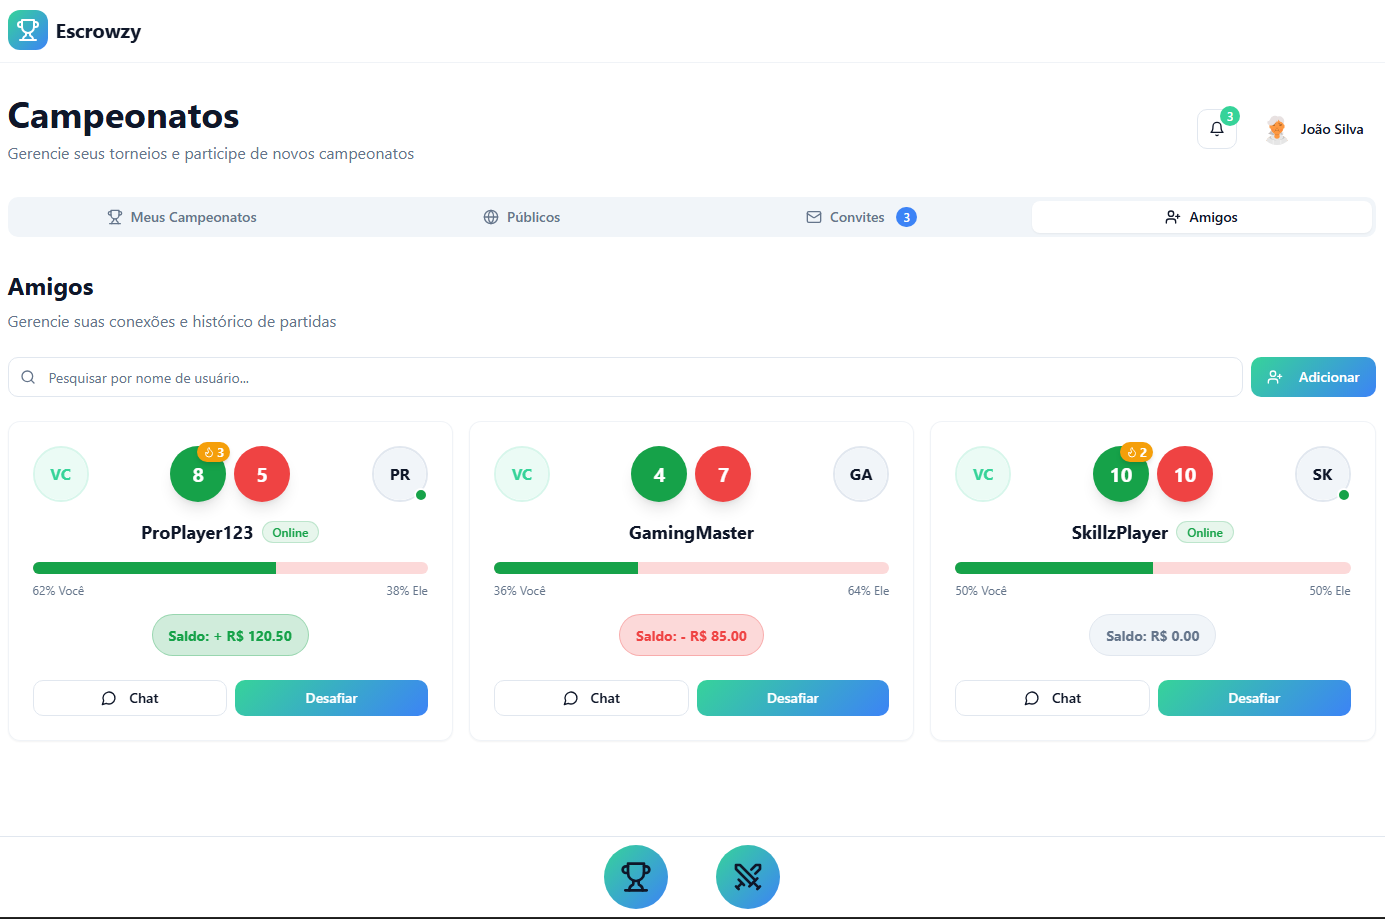 Escrowzy
Campeonatos
Gerencie seus torneios e participe de novos campeonatos
3
João Silva
Meus Campeonatos
Públicos
Convites 3
Amigos
Amigos
Gerencie suas conexões e histórico de partidas
Pesquisar por nome de usuário...
Adicionar
VC
8
3
5
PR
ProPlayer123
Online
62% Você
38% Ele
Saldo: + R$ 120.50
Chat
Desafiar
VC
4
7
GA
GamingMaster
36% Você
64% Ele
Saldo: - R$ 85.00
Chat
Desafiar
VC
10
2
10
SK
SkillzPlayer
Online
50% Você
50% Ele
Saldo: R$ 0.00
Chat
Desafiar